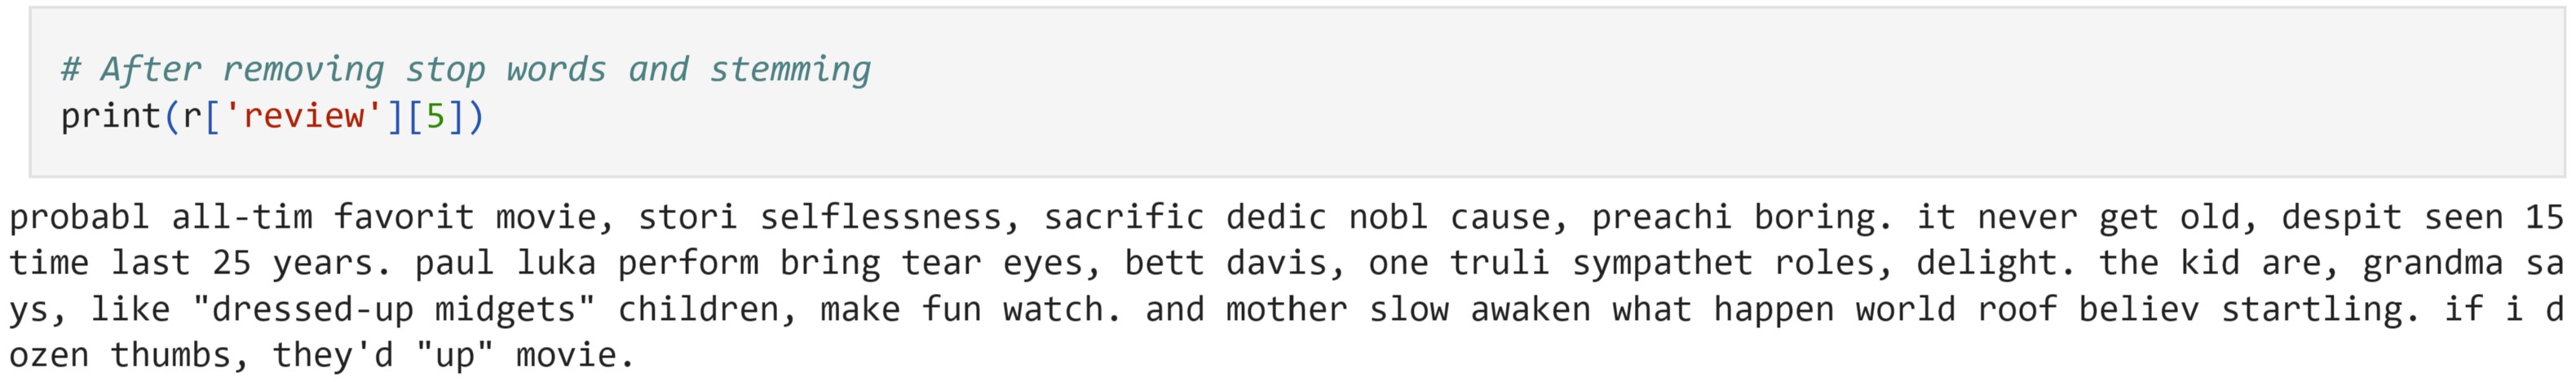 # After removing stop words and stemming
print(r['review'][5])
probabl all-tim favorit movie, stori selflessness, sacrific dedic nobl cause, preachi boring. it never get old, despit seen 15
time last 25 years. paul luka perform bring tear eyes, bett davis, one truli sympathet roles, delight. the kid are, grandma sa
ys, like "dressed-up midgets" children, make fun watch. and mother slow awaken what happen world roof believ startling. if i d
ozen thumbs, they'd "up" movie.